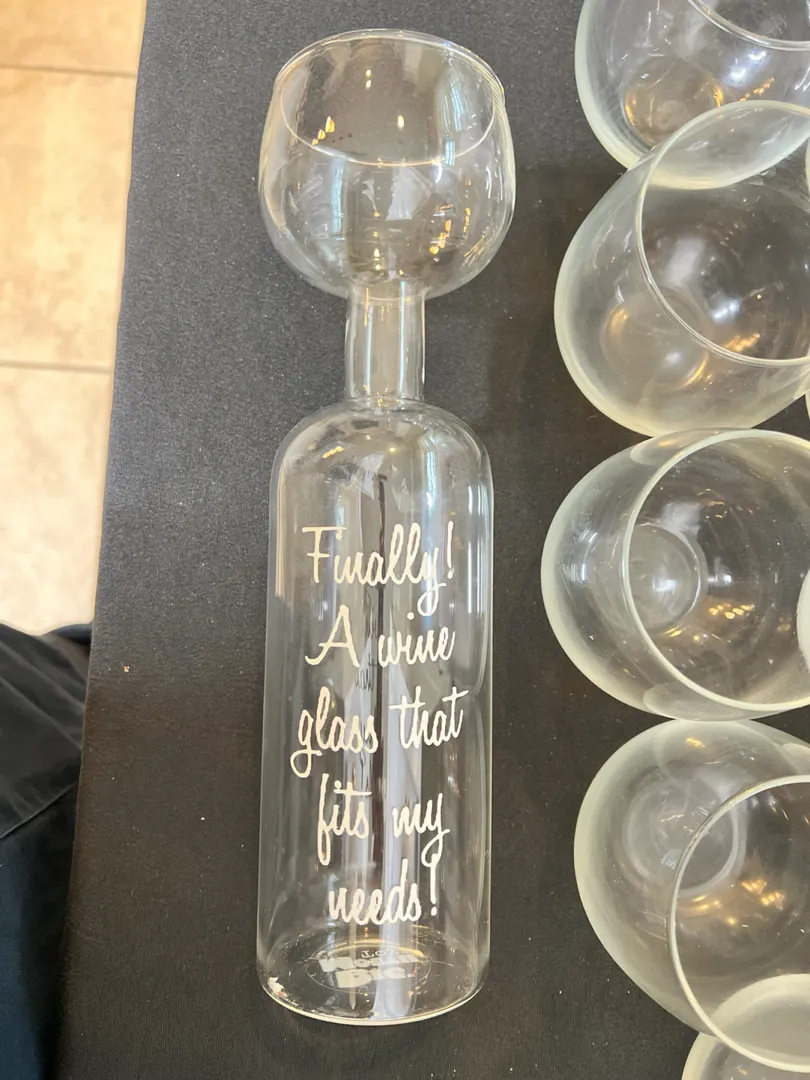 Finally!
A wine
glass that
fits my
needs!